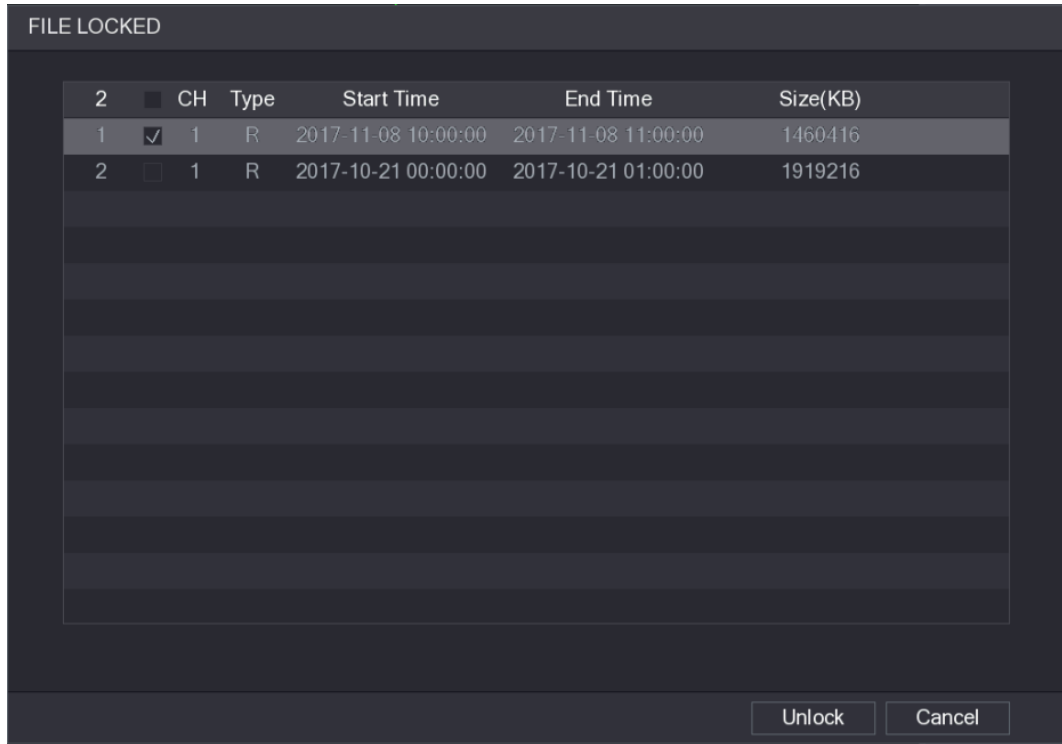 FILE LOCKED
2 CH Type Start Time End Time Size(KB)
1 1 R 2017-11-08 10:00:00 2017-11-08 11:00:00 1460416
2 1 R 2017-10-21 00:00:00 2017-10-21 01:00:00 1919216
Unlock Cancel